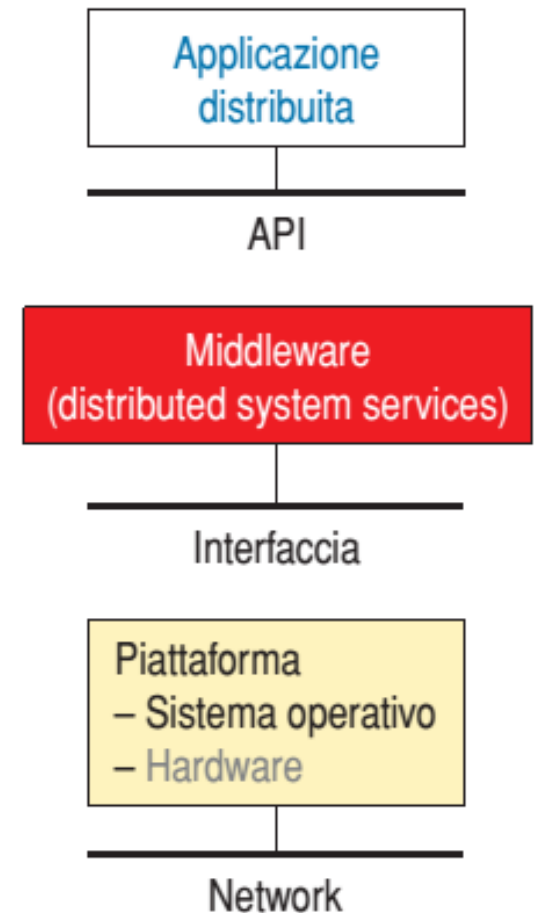 Applicazione
distribuita
API
Middleware
(distributed system services)
Interfaccia
Piattaforma
– Sistema operativo
– Hardware
Network